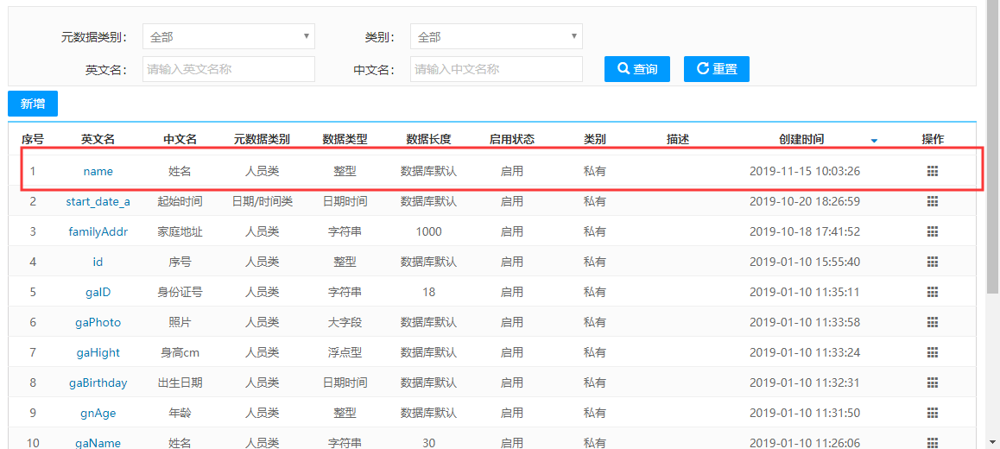 元数据类别: 全部 类别: 全部
英文名: 请输入英文名称 中文名: 请输入中文名称 查询 重置
新增
序号 英文名 中文名 元数据类别 数据类型 数据长度 启用状态 类别 描述 创建时间 操作
1 name 姓名 人员类 整型 数据库默认 启用 私有 2019-11-15 10:03:26
2 start_date_a 起始时间 日期/时间类 日期时间 数据库默认 启用 私有 2019-10-20 18:26:59
3 familyAddr 家庭地址 人员类 字符串 1000 启用 私有 2019-10-18 17:41:52
4 id 序号 人员类 整型 数据库默认 启用 私有 2019-01-10 15:55:40
5 gaID 身份证号 人员类 字符串 18 启用 私有 2019-01-10 11:35:11
6 gaPhoto 照片 人员类 大字段 数据库默认 启用 私有 2019-01-10 11:33:58
7 gaHight 身高cm 人员类 浮点型 数据库默认 启用 私有 2019-01-10 11:33:24
8 gaBirthday 出生日期 人员类 日期时间 数据库默认 启用 私有 2019-01-10 11:32:31
9 gnAge 年龄 人员类 整型 数据库默认 启用 私有 2019-01-10 11:31:50
10 gaName 姓名 人员类 字符串 30 启用 私有 2019-01-10 11:26:06